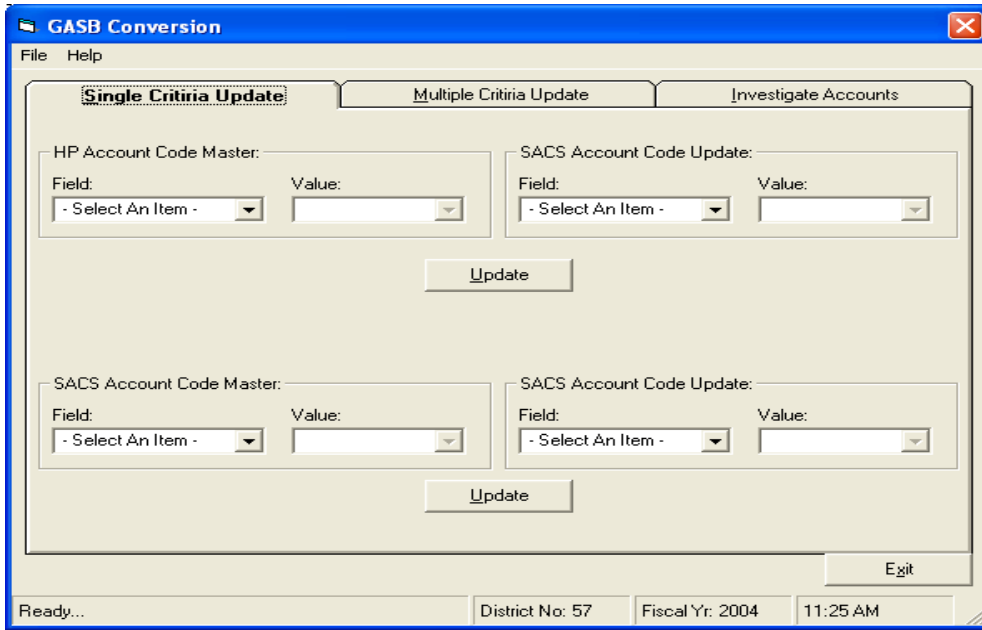 GASB Conversion
File Help
Single Critiria Update Multiple Critiria Update Investigate Accounts
HP Account Code Master: SACS Account Code Update:
Field: Value: Field: Value:
- Select An Item - - Select An Item -
Update
SACS Account Code Master: SACS Account Code Update:
Field: Value: Field: Value:
- Select An Item - - Select An Item -
Update
Exit
Ready... District No: 57 Fiscal Yr: 2004 11:25 AM